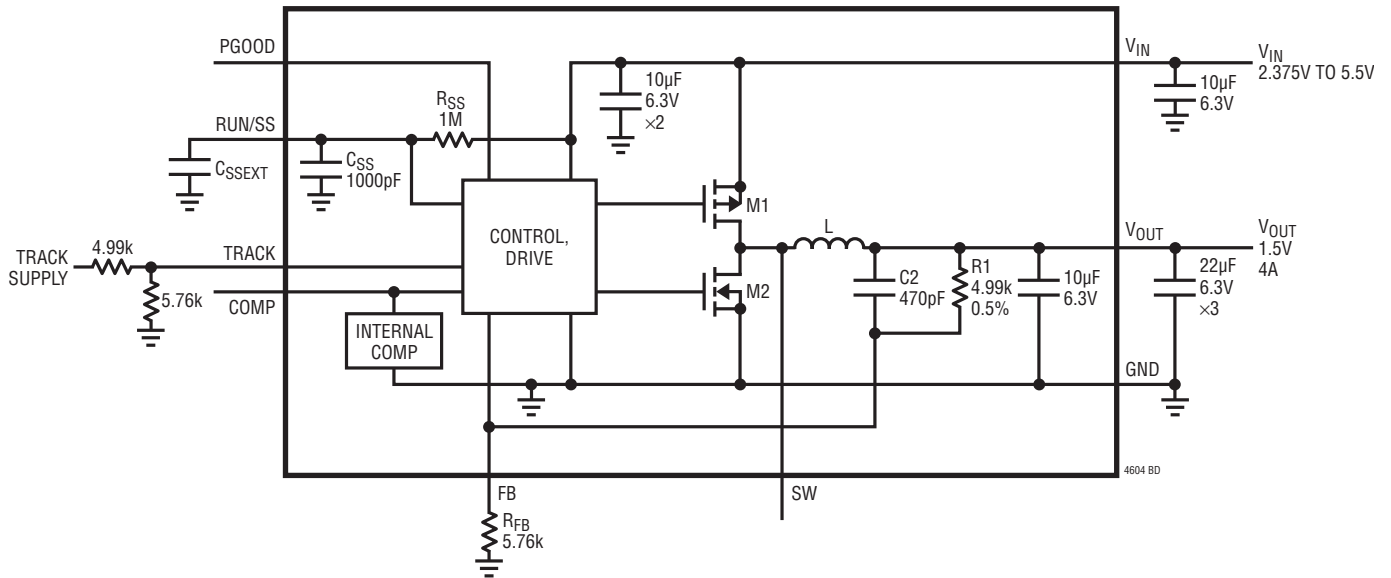 PGOOD
RUN/SS
C_SSEXT
C_SS
1000pF
R_SS
1M
10µF
6.3V
×2
V_IN
10µF
6.3V
V_IN
2.375V TO 5.5V
TRACK
SUPPLY
4.99k
5.76k
TRACK
COMP
CONTROL,
DRIVE
INTERNAL
COMP
M1
M2
L
C2
470pF
R1
4.99k
0.5%
10µF
6.3V
V_OUT
22µF
6.3V
×3
V_OUT
1.5V
4A
GND
4604 BD
FB
R_FB
5.76k
SW